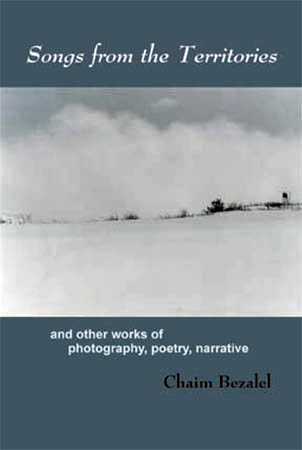 Songs from the Territories
and other works of
photography, poetry, narrative
Chaim Bezalel